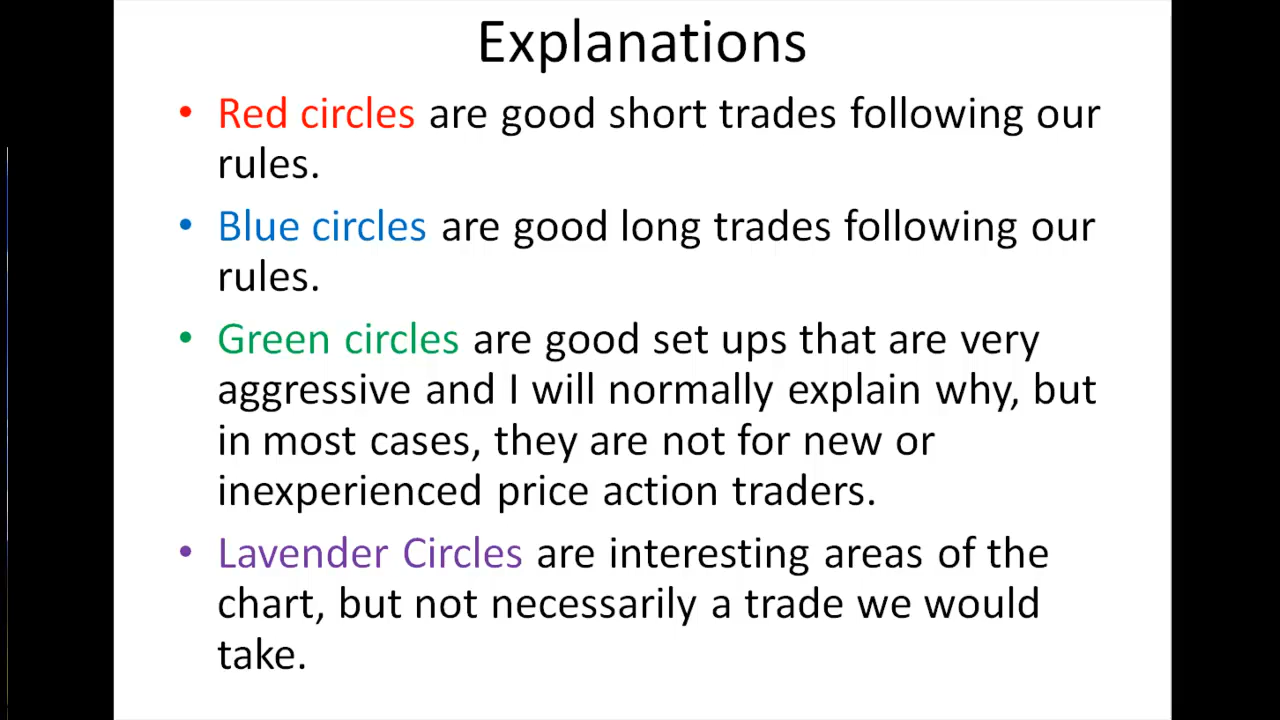 Explanations
• Red circles are good short trades following our
rules.
• Blue circles are good long trades following our
rules.
• Green circles are good set ups that are very
aggressive and I will normally explain why, but
in most cases, they are not for new or
inexperienced price action traders.
• Lavender Circles are interesting areas of the
chart, but not necessarily a trade we would
take.